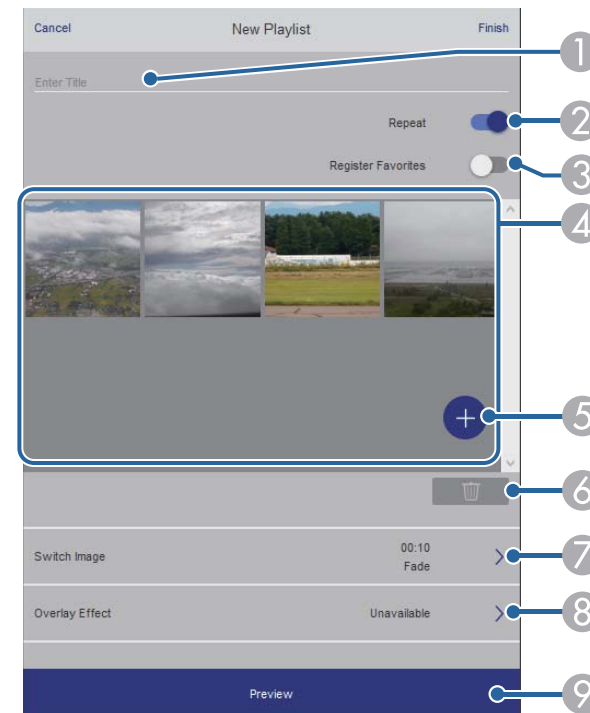 Cancel New Playlist Finish
Enter Title
1
Repeat
2
Register Favorites
3
4
+
5
6
00:10
Switch Image
Fade
7
Overlay Effect Unavailable
8
Preview
9